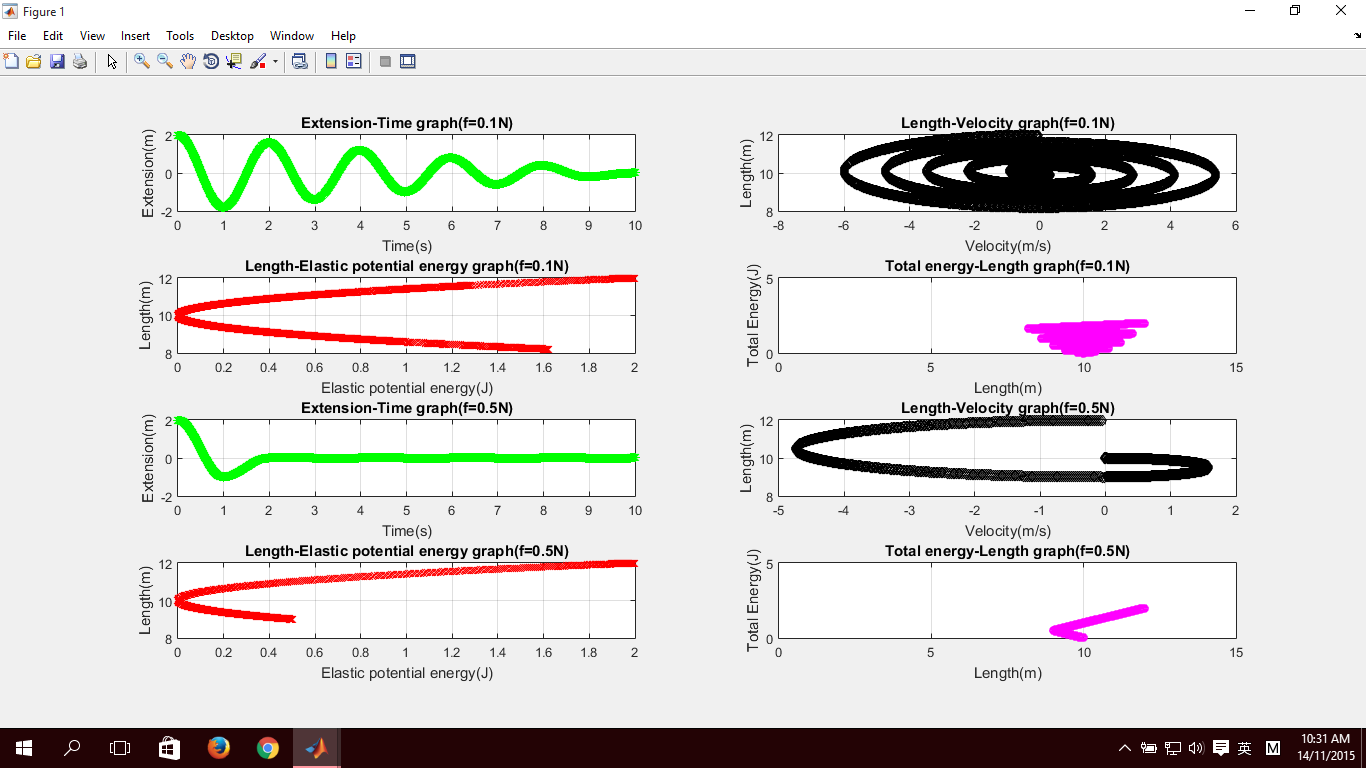 Figure 1
File Edit View Insert Tools Desktop Window Help
Extension-Time graph(f=0.1N)
Extension(m)
2
0
-2
0 1 2 3 4 5 6 7 8 9 10
Time(s)
Length-Velocity graph(f=0.1N)
Length(m)
12
10
8
-8 -6 -4 -2 0 2 4 6
Velocity(m/s)
Length-Elastic potential energy graph(f=0.1N)
Length(m)
12
10
8
0 0.2 0.4 0.6 0.8 1 1.2 1.4 1.6 1.8 2
Elastic potential energy(J)
Total energy-Length graph(f=0.1N)
Total Energy(J)
5
0
0 5 10 15
Length(m)
Extension-Time graph(f=0.5N)
Extension(m)
2
0
-2
0 1 2 3 4 5 6 7 8 9 10
Time(s)
Length-Velocity graph(f=0.5N)
Length(m)
12
10
8
-5 -4 -3 -2 -1 0 1 2
Velocity(m/s)
Length-Elastic potential energy graph(f=0.5N)
Length(m)
12
10
8
0 0.2 0.4 0.6 0.8 1 1.2 1.4 1.6 1.8 2
Elastic potential energy(J)
Total energy-Length graph(f=0.5N)
Total Energy(J)
5
0
0 5 10 15
Length(m)
英 M 10:31 AM
14/11/2015